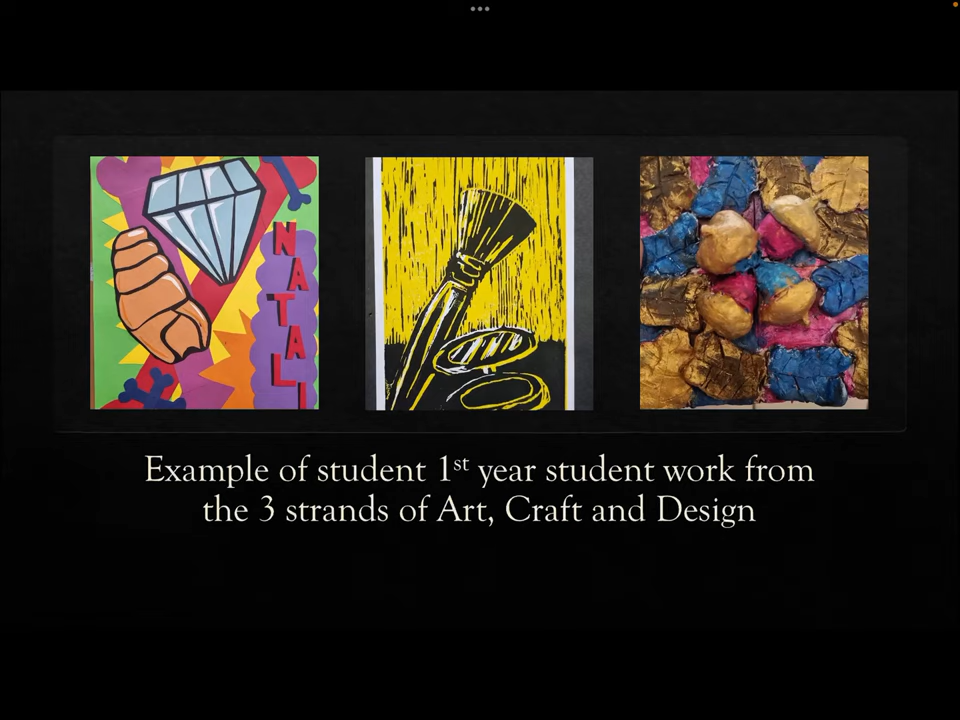 NATALI
Example of student 1st year student work from
the 3 strands of Art, Craft and Design